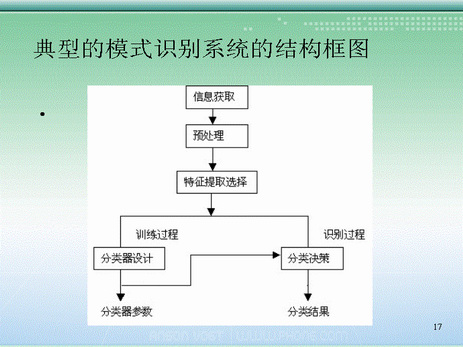 典型的模式识别系统的结构框图
信息获取
预处理
特征提取选择
训练过程
识别过程
分类器设计
分类决策
分类器参数
分类结果
17